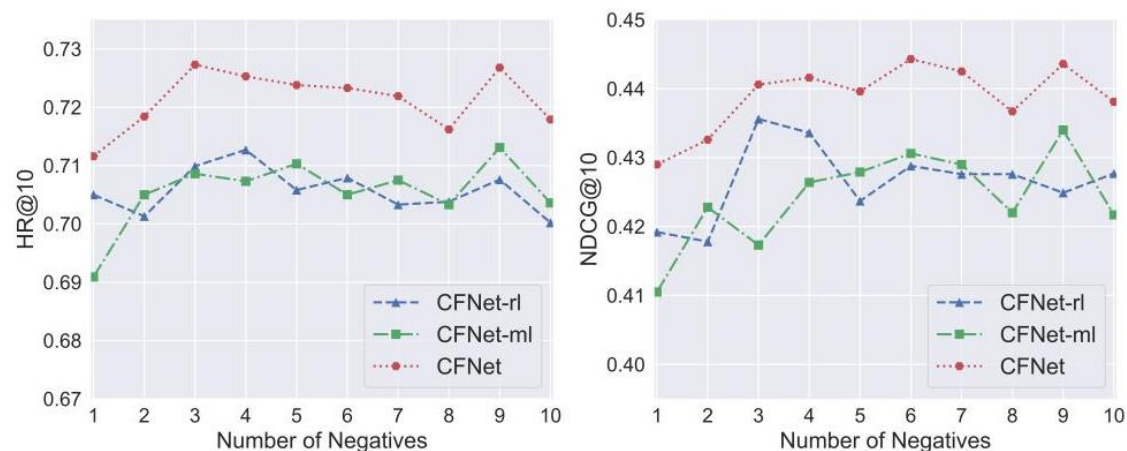 0.73
0.72
0.71
0.70
0.69
0.68
0.67
HR@10
1 2 3 4 5 6 7 8 9 10
Number of Negatives
CFNet-rl
CFNet-ml
CFNet
0.45
0.44
0.43
0.42
0.41
0.40
NDCG@10
1 2 3 4 5 6 7 8 9 10
Number of Negatives
CFNet-rl
CFNet-ml
CFNet